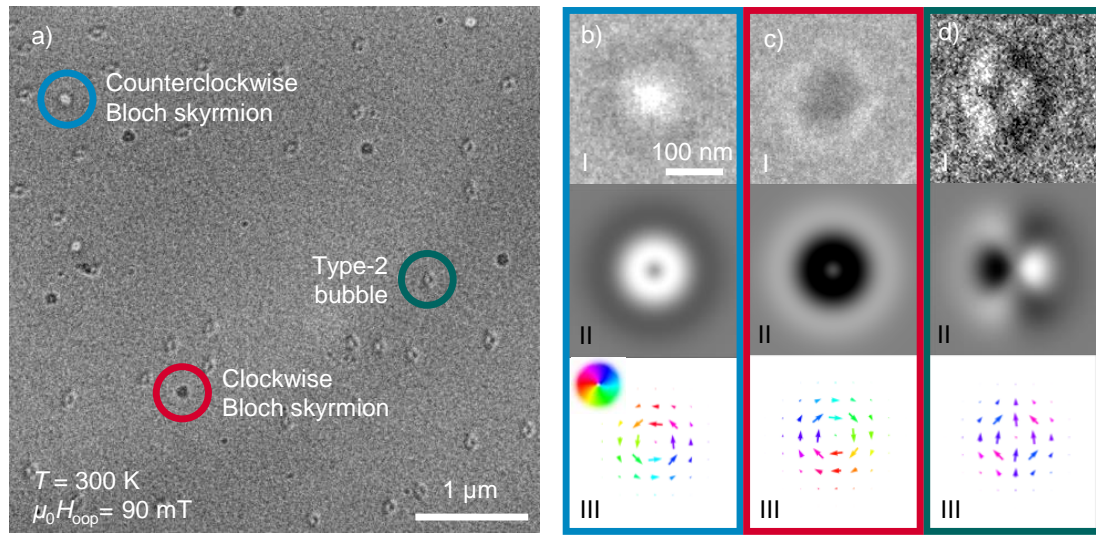 a)
Counterclockwise
Bloch skyrmion
Type-2
bubble
Clockwise
Bloch skyrmion
T = 300 K
μ₀Hₒₒₚ = 90 mT
1 μm
b)
I
100 nm
II
III
c)
I
II
III
d)
I
II
III